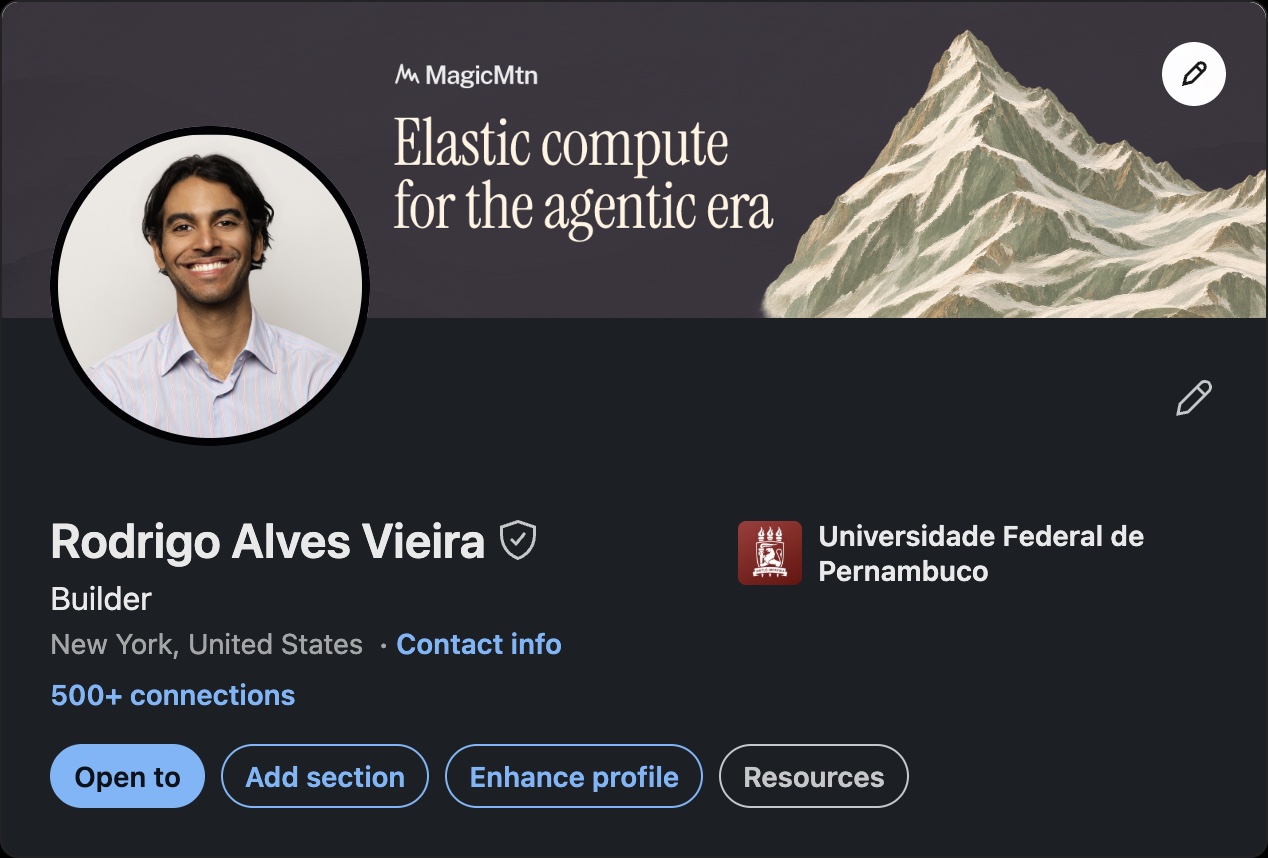 MagicMtn
Elastic compute
for the agentic era
Rodrigo Alves Vieira
Builder
New York, United States · Contact info
500+ connections
Universidade Federal de
Pernambuco
Open to
Add section
Enhance profile
Resources